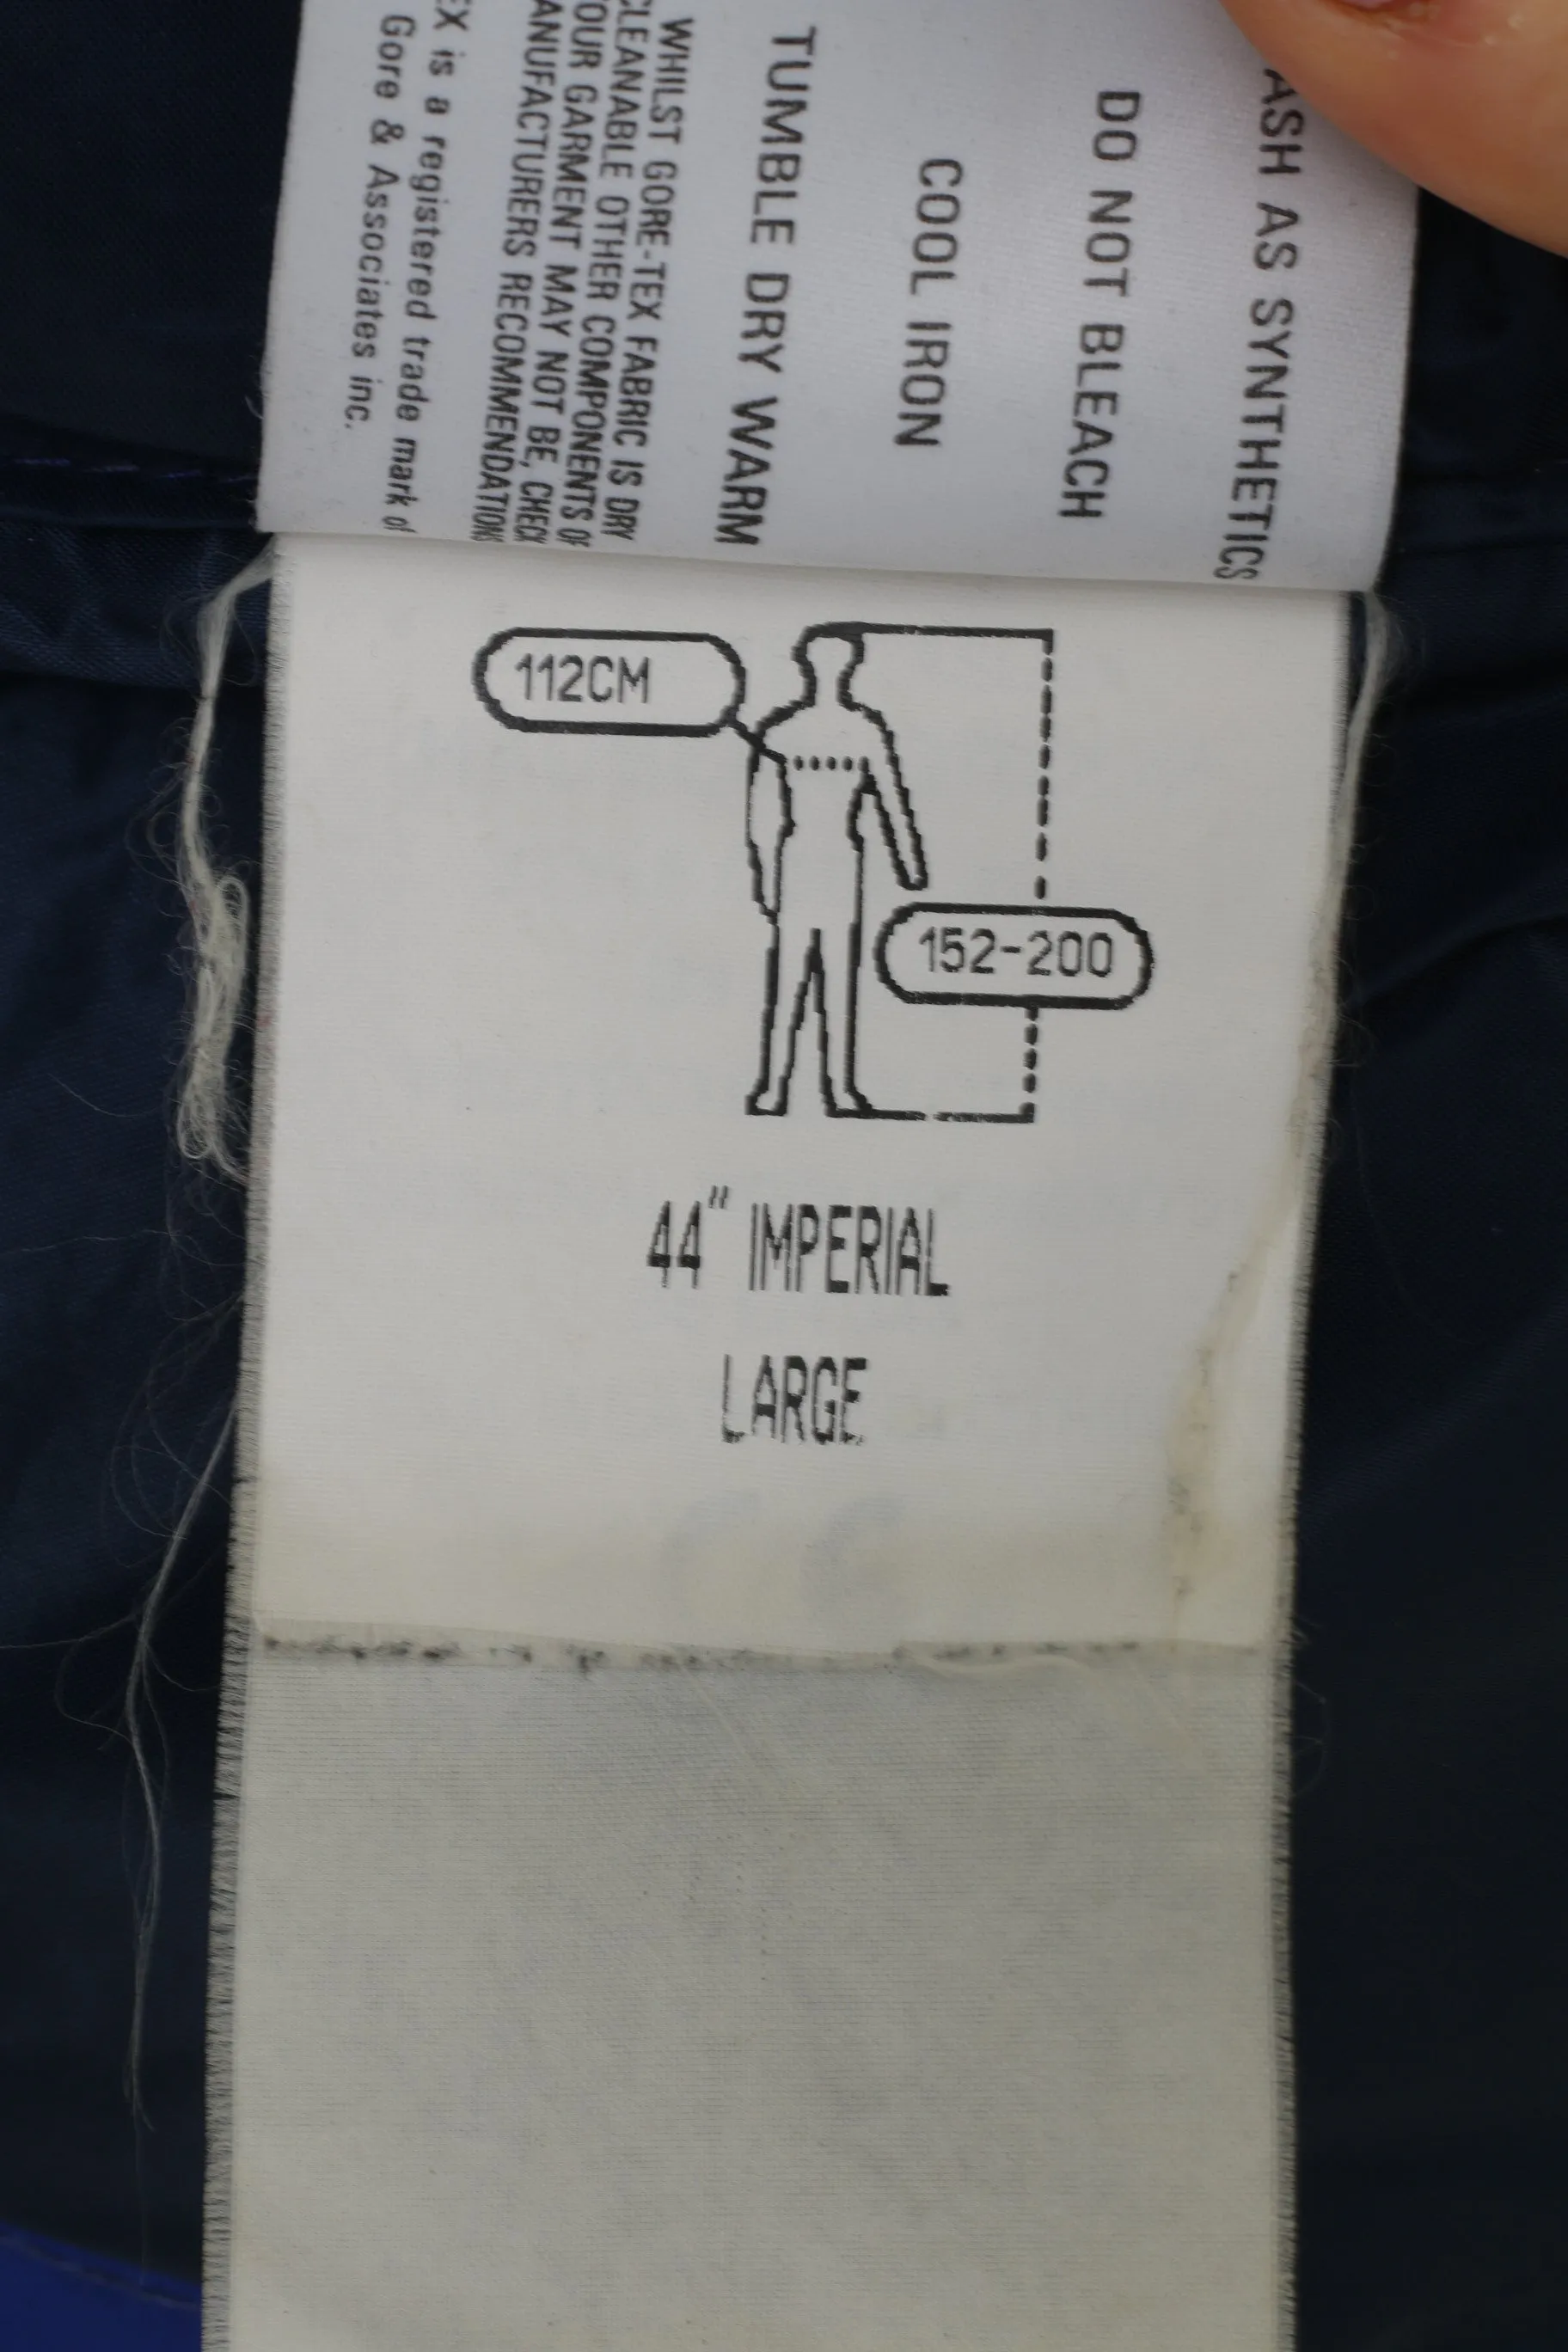 ASH AS SYNTHETICS
DO NOT BLEACH
COOL IRON
TUMBLE DRY WARM
WHILST GORE-TEX FABRIC IS DRY
CLEANABLE OTHER COMPONENTS OF
YOUR GARMENT MAY NOT BE, CHECK
ANUFACTURERS RECOMMENDATIONS
EX is a registered trade mark of
Gore & Associates inc.
112CM
152-200
44" IMPERIAL
LARGE